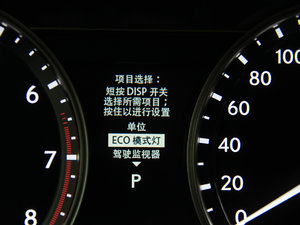 项目选择：
短按 DISP 开关
选择所需项目；
按住以进行设置
单位
ECO 模式灯
驾驶监视器
P
6
7
8
100
80
60
40
20
0